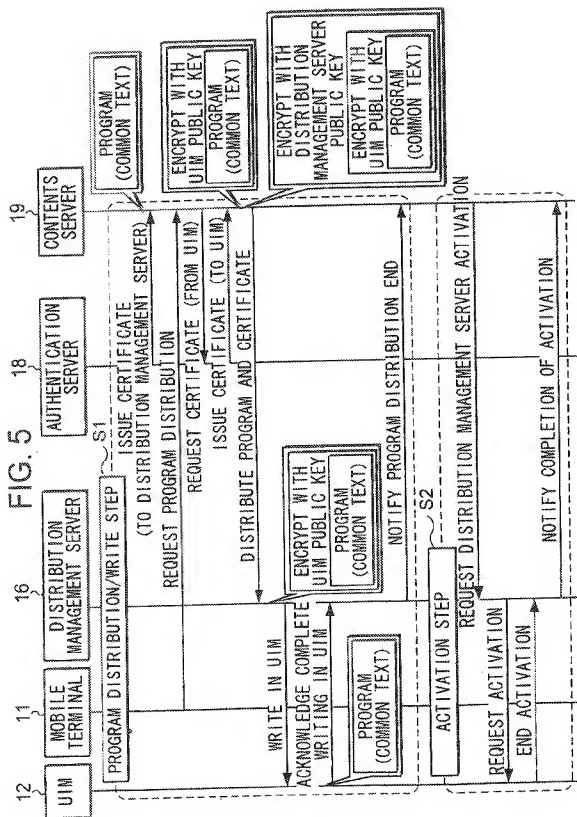 FIG. 5
12
UIM
11
MOBILE
TERMINAL
16
DISTRIBUTION
MANAGEMENT SERVER
18
AUTHENTICATION
SERVER
19
CONTENTS
SERVER
PROGRAM DISTRIBUTION/WRITE STEP
S1
ISSUE CERTIFICATE
(TO DISTRIBUTION MANAGEMENT SERVER)
PROGRAM
(COMMON TEXT)
REQUEST PROGRAM DISTRIBUTION
REQUEST CERTIFICATE (FROM UIM)
ENCRYPT WITH
UIM PUBLIC KEY
PROGRAM
(COMMON TEXT)
ISSUE CERTIFICATE (TO UIM)
DISTRIBUTE PROGRAM AND CERTIFICATE
ENCRYPT WITH
DISTRIBUTION
MANAGEMENT SERVER
PUBLIC KEY
ENCRYPT WITH
UIM PUBLIC KEY
PROGRAM
(COMMON TEXT)
WRITE IN UIM
ENCRYPT WITH
UIM PUBLIC KEY
PROGRAM
(COMMON TEXT)
ACKNOWLEDGE COMPLETE
WRITING IN UIM
PROGRAM
(COMMON TEXT)
NOTIFY PROGRAM DISTRIBUTION END
ACTIVATION STEP
S2
REQUEST DISTRIBUTION MANAGEMENT SERVER ACTIVATION
REQUEST ACTIVATION
END ACTIVATION
NOTIFY COMPLETION OF ACTIVATION